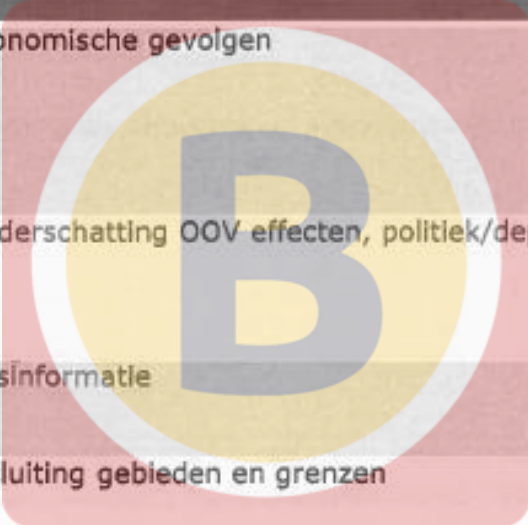 onomische gevolgen
derschatting OOV effecten, politiek/de
B
sinformatie
luiting gebieden en grenzen